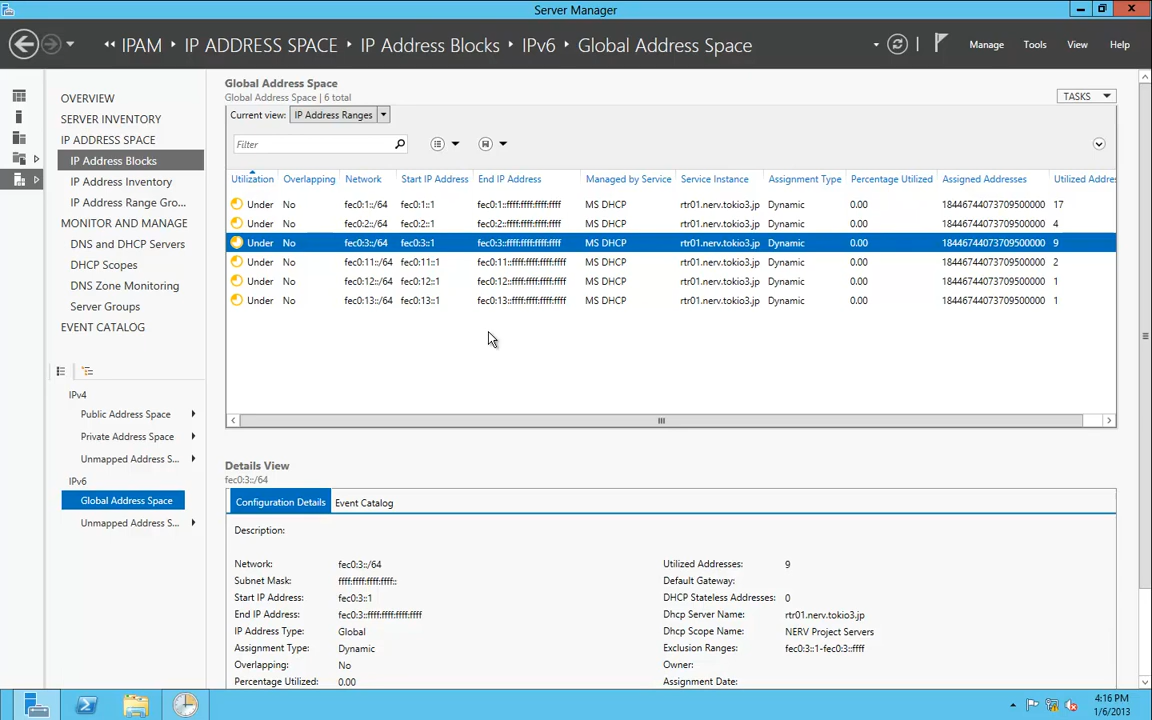 Server Manager
IPAM IP ADDRESS SPACE IP Address Blocks IPv6 Global Address Space
Manage Tools View Help
OVERVIEW
SERVER INVENTORY
IP ADDRESS SPACE
IP Address Blocks
IP Address Inventory
IP Address Range Gro...
MONITOR AND MANAGE
DNS and DHCP Servers
DHCP Scopes
DNS Zone Monitoring
Server Groups
EVENT CATALOG
IPv4
Public Address Space
Private Address Space
Unmapped Address S...
IPv6
Global Address Space
Unmapped Address S...
Global Address Space
Global Address Space | 6 total
TASKS
Current view: IP Address Ranges
Filter
Utilization Overlapping Network Start IP Address End IP Address Managed by Service Service Instance Assignment Type Percentage Utilized Assigned Addresses Utilized Addre
Under No fec0:1::/64 fec0:1::1 fec0:1::ffff:ffff:ffff:ffff MS DHCP rtr01.nerv.tokio3.jp Dynamic 0.00 18446744073709500000 17
Under No fec0:2::/64 fec0:2::1 fec0:2::ffff:ffff:ffff:ffff MS DHCP rtr01.nerv.tokio3.jp Dynamic 0.00 18446744073709500000 4
Under No fec0:3::/64 fec0:3::1 fec0:3::ffff:ffff:ffff:ffff MS DHCP rtr01.nerv.tokio3.jp Dynamic 0.00 18446744073709500000 9
Under No fec0:11::/64 fec0:11::1 fec0:11::ffff:ffff:ffff:ffff MS DHCP rtr01.nerv.tokio3.jp Dynamic 0.00 18446744073709500000 2
Under No fec0:12::/64 fec0:12::1 fec0:12::ffff:ffff:ffff:ffff MS DHCP rtr01.nerv.tokio3.jp Dynamic 0.00 18446744073709500000 1
Under No fec0:13::/64 fec0:13::1 fec0:13::ffff:ffff:ffff:ffff MS DHCP rtr01.nerv.tokio3.jp Dynamic 0.00 18446744073709500000 1
Details View
fec0:3::/64
Configuration Details Event Catalog
Description:
Network: fec0:3::/64
Subnet Mask: ffff:ffff:ffff:ffff::
Start IP Address: fec0:3::1
End IP Address: fec0:3::ffff:ffff:ffff:ffff
IP Address Type: Global
Assignment Type: Dynamic
Overlapping: No
Percentage Utilized: 0.00
Utilized Addresses: 9
Default Gateway:
DHCP Stateless Addresses: 0
Dhcp Server Name: rtr01.nerv.tokio3.jp
Dhcp Scope Name: NERV Project Servers
Exclusion Ranges: fec0:3::1-fec0:3::ffff
Owner:
Assignment Date:
4:16 PM
1/6/2013